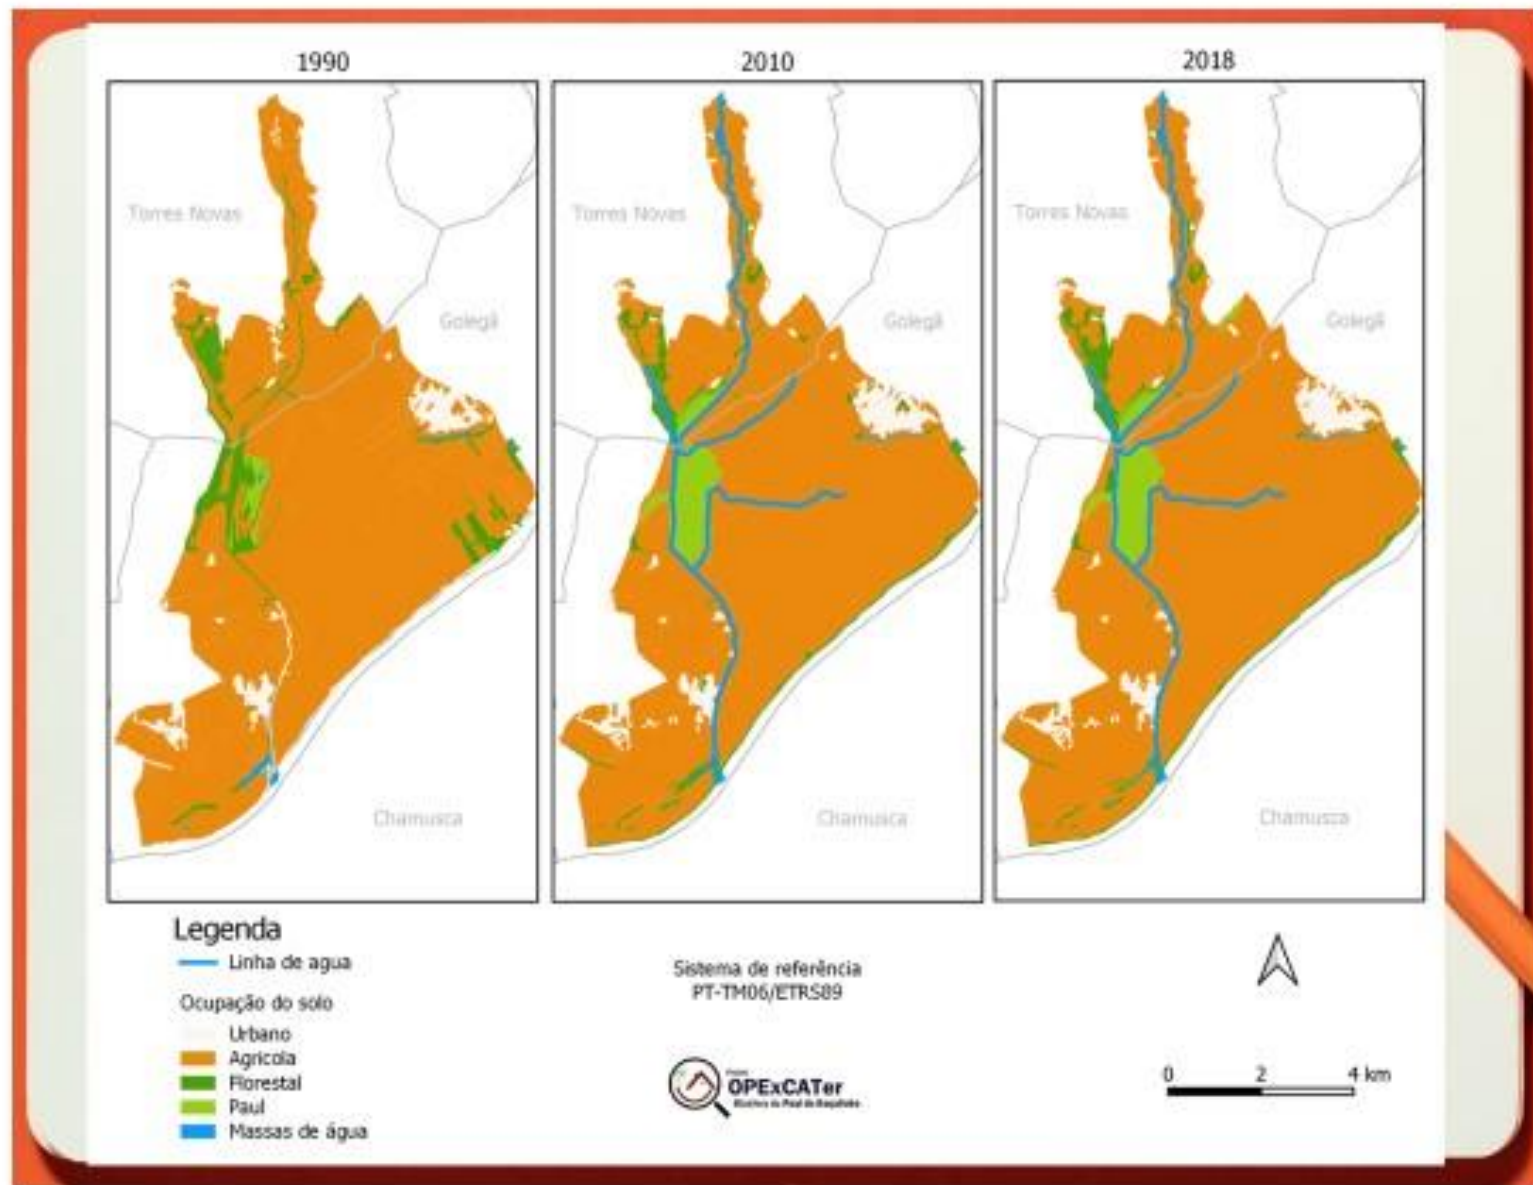 1990
2010
2018
Torres Novas
Torres Novas
Torres Novas
Golegã
Golegã
Golegã
Chamusca
Chamusca
Chamusca
Legenda
Linha de agua
Ocupação do solo
Urbano
Agrícola
Florestal
Paul
Massas de água
Sistema de referência
PT-TM06/ETRS89
OPExCATer
0 2 4 km